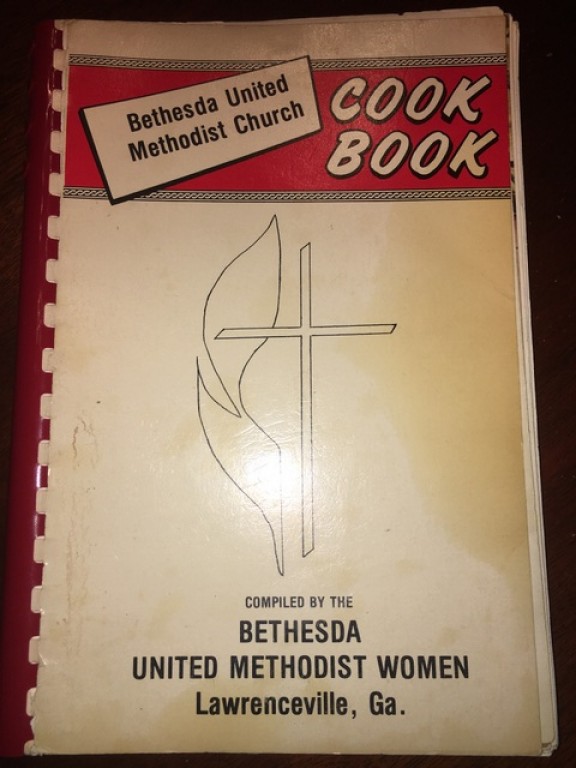 Bethesda United
Methodist Church
COOK
BOOK
COMPILED BY THE
BETHESDA
UNITED METHODIST WOMEN
Lawrenceville, Ga.